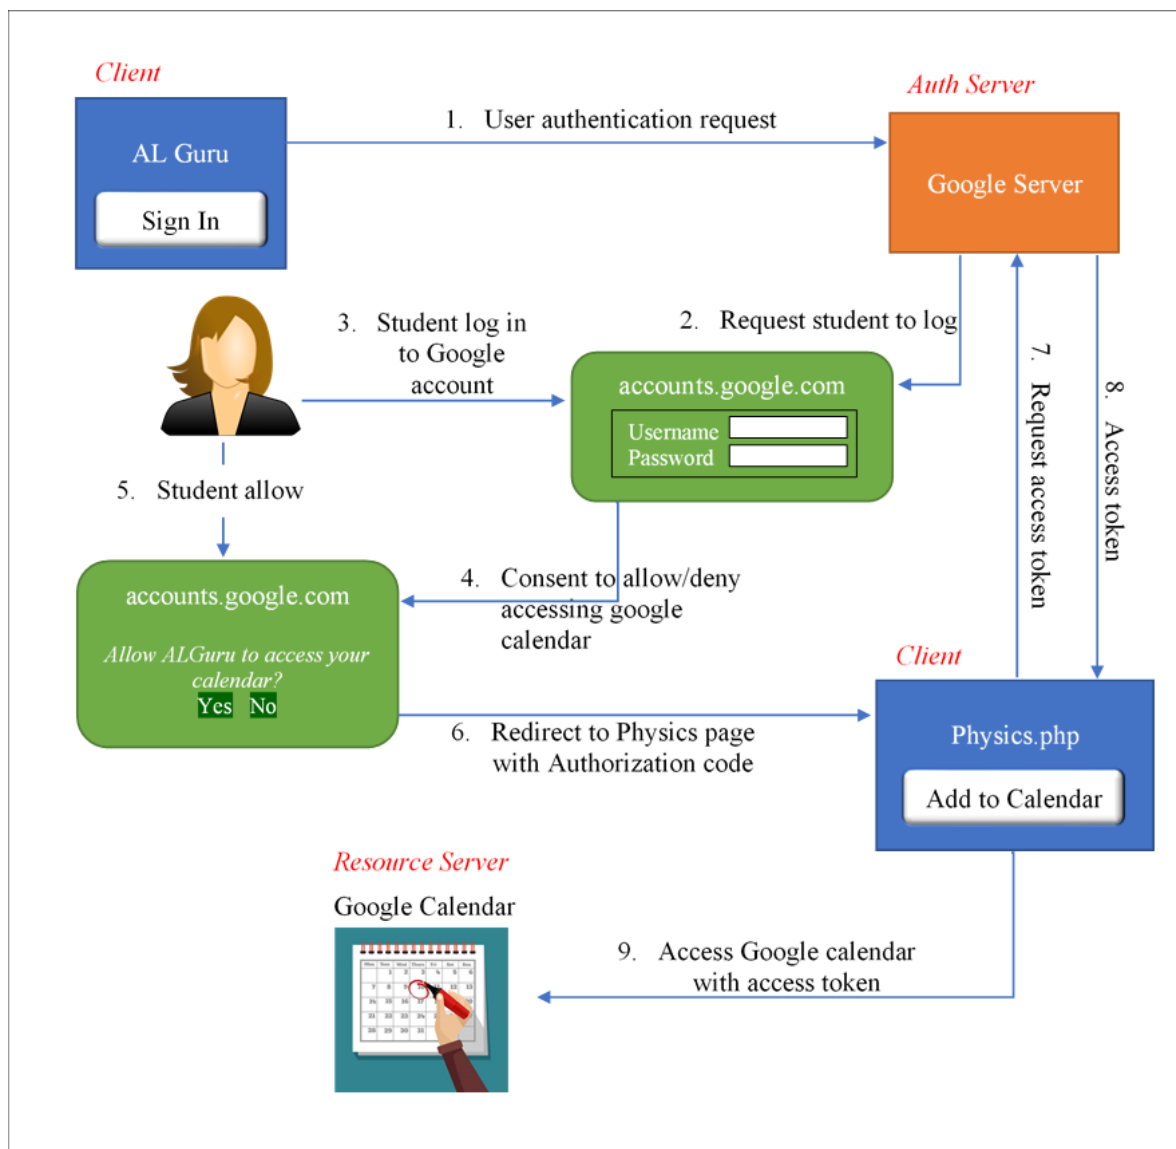 Client
Auth Server
1. User authentication request
AL Guru
Sign In
Google Server
3. Student log in
to Google
account
2. Request student to log
accounts.google.com
Username
Password
7. Request access token
8. Access token
5. Student allow
4. Consent to allow/deny
accessing google
calendar
accounts.google.com
Allow ALGuru to access your
calendar?
Yes No
Client
6. Redirect to Physics page
with Authorization code
Physics.php
Add to Calendar
Resource Server
Google Calendar
9. Access Google calendar
with access token